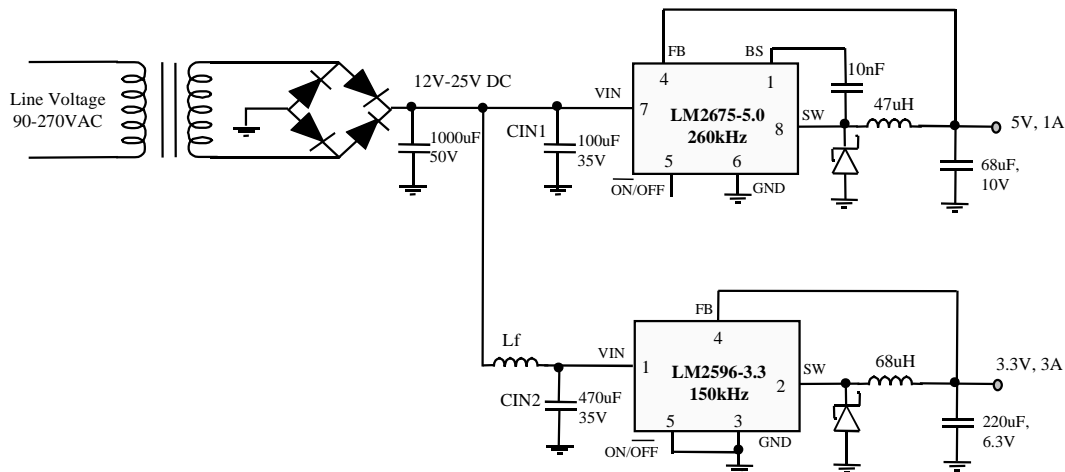 Line Voltage
90-270VAC
12V-25V DC
1000uF
50V
CIN1
100uF
35V
VIN
FB
BS
4
1
7
LM2675-5.0
260kHz
8
5
6
ON/OFF
GND
SW
10nF
47uH
5V, 1A
68uF,
10V
Lf
CIN2
470uF
35V
VIN
FB
4
1
LM2596-3.3
150kHz
2
5
3
ON/OFF
GND
SW
68uH
3.3V, 3A
220uF,
6.3V